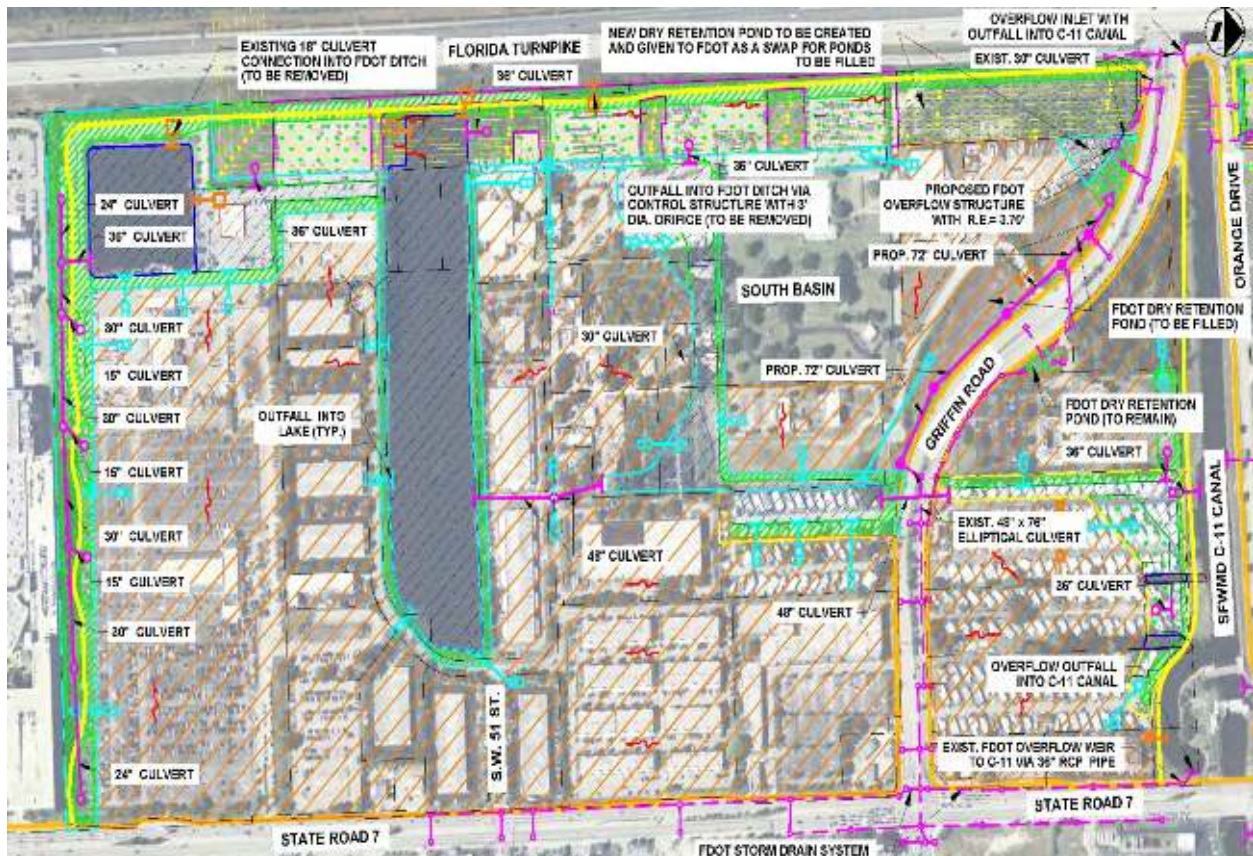 EXISTING 18" CULVERT
CONNECTION INTO FDOT DITCH
(TO BE REMOVED)
FLORIDA TURNPIKE
36" CULVERT
NEW DRY RETENTION POND TO BE CREATED
AND GIVEN TO FDOT AS A SWAP FOR PONDS
TO BE FILLED
OVERFLOW INLET WITH
OUTFALL INTO C-11 CANAL
EXIST. 30" CULVERT
24" CULVERT
36" CULVERT
36" CULVERT
36" CULVERT
OUTFALL INTO FDOT DITCH VIA
CONTROL STRUCTURE WITH 3'
DIA. ORIFICE (TO BE REMOVED)
PROPOSED FDOT
OVERFLOW STRUCTURE
WITH R.E.= 3.70'
PROP. 72" CULVERT
ORANGE DRIVE
SOUTH BASIN
FDOT DRY RETENTION
POND (TO BE FILLED)
30" CULVERT
30" CULVERT
15" CULVERT
PROP. 72" CULVERT
GRIFFIN ROAD
30" CULVERT
OUTFALL INTO
LAKE (TYP.)
FDOT DRY RETENTION
POND (TO REMAIN)
15" CULVERT
36" CULVERT
SFWMD C-11 CANAL
30" CULVERT
48" CULVERT
EXIST. 48" x 76"
ELLIPTICAL CULVERT
15" CULVERT
36" CULVERT
30" CULVERT
48" CULVERT
OVERFLOW OUTFALL
INTO C-11 CANAL
S.W. 51 ST.
EXIST. FDOT OVERFLOW WEIR
TO C-11 VIA 36" RCP PIPE
24" CULVERT
STATE ROAD 7
STATE ROAD 7
FDOT STORM DRAIN SYSTEM